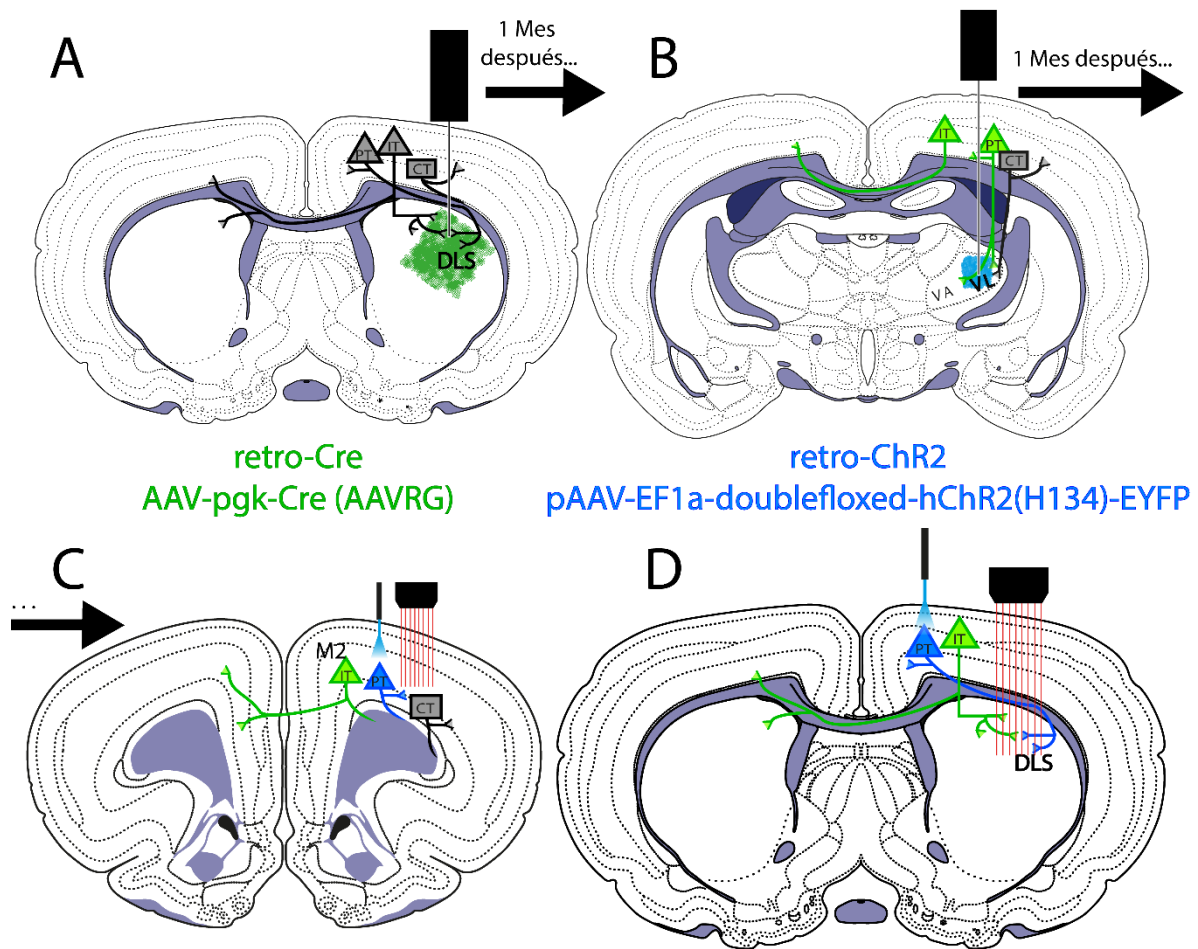 A
1 Mes
después...
PT
IT
CT
DLS
B
1 Mes después...
IT
PT
CT
VA
VL
retro-Cre
AAV-pgk-Cre (AAVRG)
retro-ChR2
pAAV-EF1a-doublefloxed-hChR2(H134)-EYFP
C
...
M2
IT
PT
CT
D
PT
IT
DLS